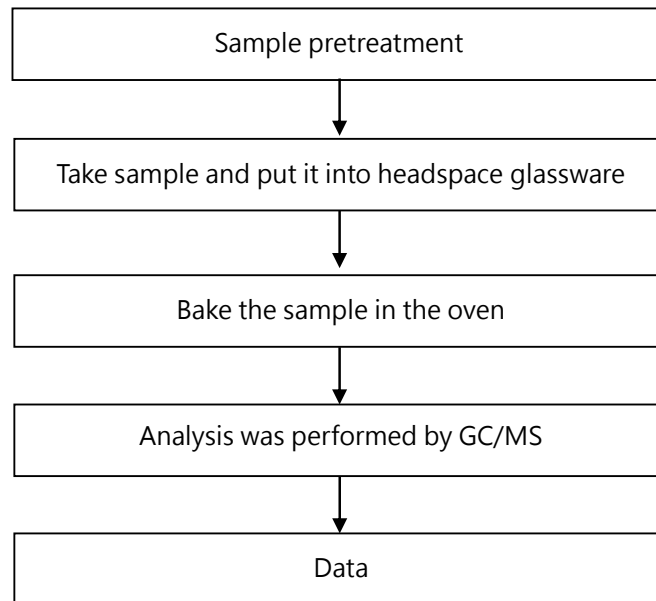 Sample pretreatment
Take sample and put it into headspace glassware
Bake the sample in the oven
Analysis was performed by GC/MS
Data